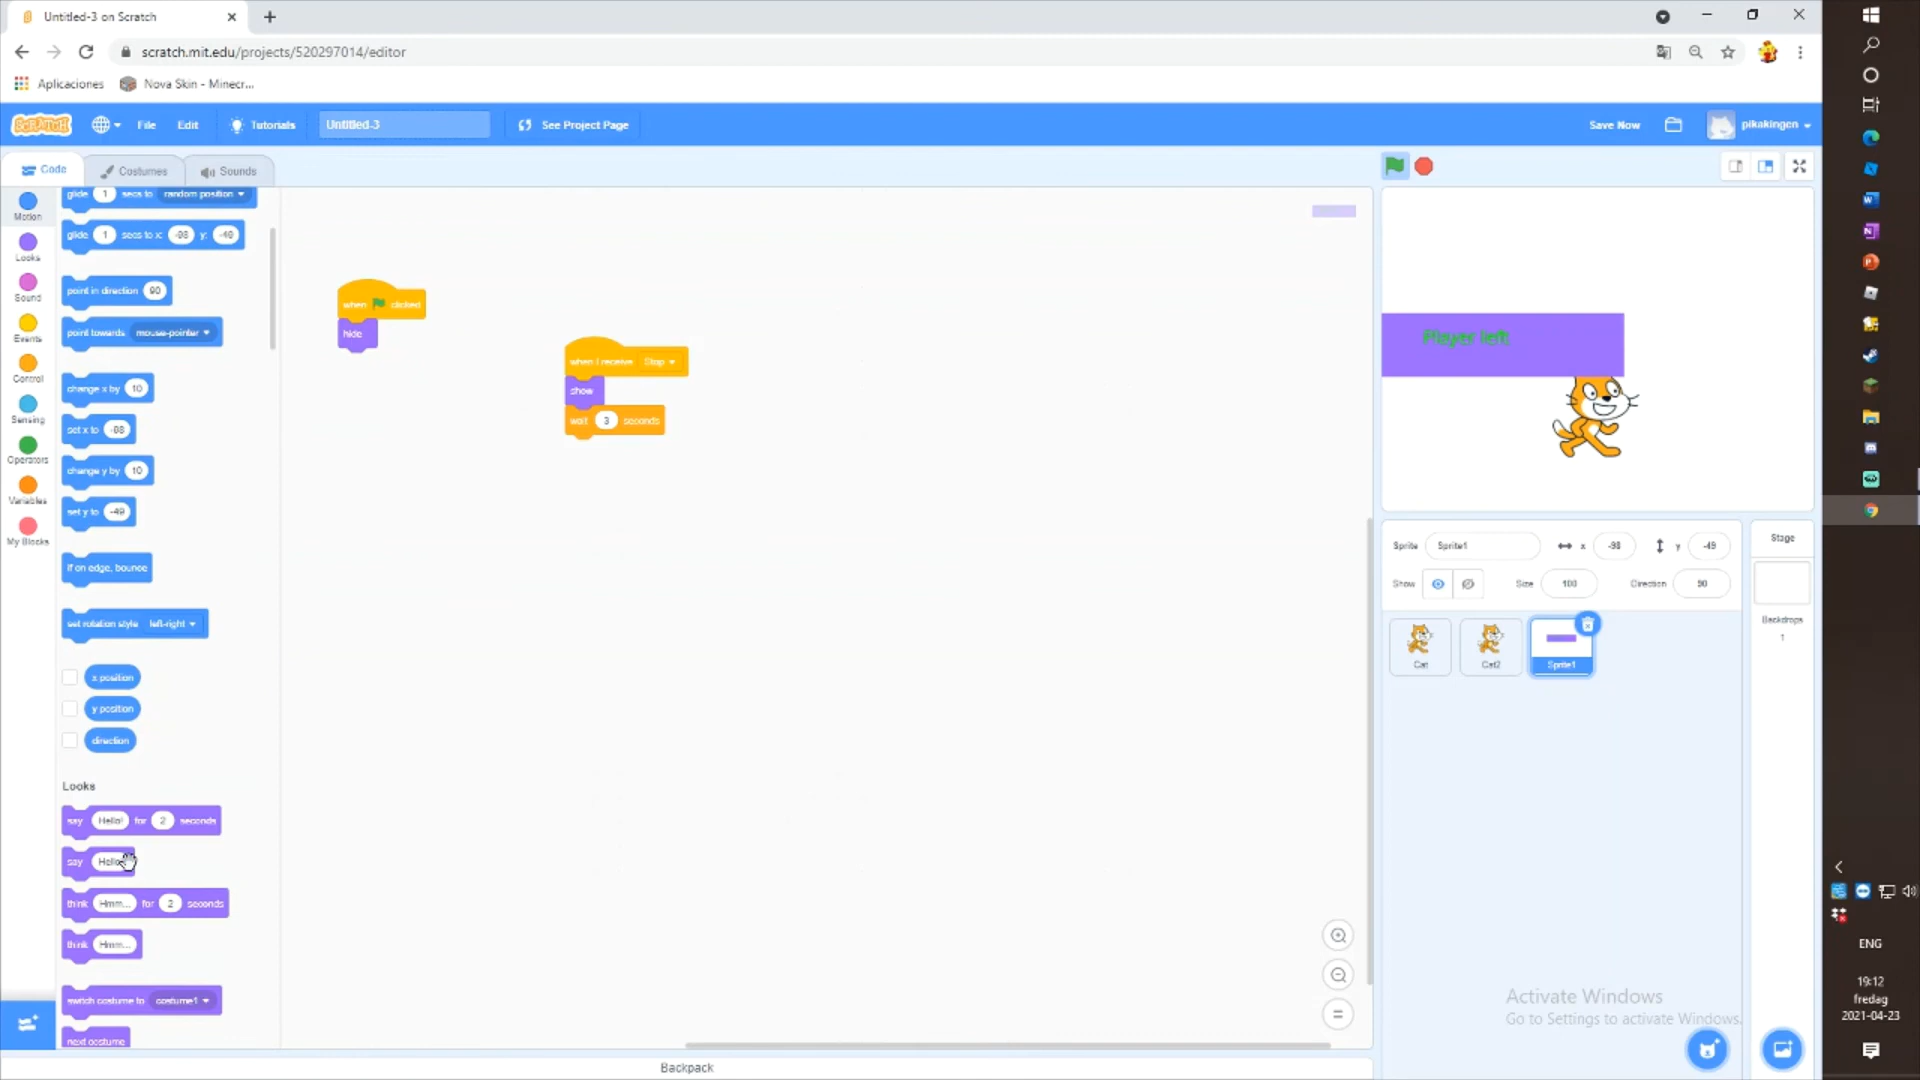 Untitled-3 on Scratch
scratch.mit.edu/projects/520297014/editor
Aplicaciones
Nova Skin - Minecr...
SCRATCH
File
Edit
Tutorials
Untitled-3
See Project Page
Save Now
pikakingen
Code
Costumes
Sounds
Motion
Looks
Sound
Events
Control
Sensing
Operators
Variables
My Blocks
glide 1 secs to random position
glide 1 secs to x: -98 y: -49
point in direction 90
point towards mouse-pointer
change x by 10
set x to -98
change y by 10
set y to -49
if on edge, bounce
set rotation style left-right
x position
y position
direction
Looks
say Hello! for 2 seconds
say Hello
think Hmm... for 2 seconds
think Hmm...
switch costume to costume1
next costume
when clicked
hide
when I receive Stop
show
wait 3 seconds
Player left
Sprite Sprite1 x -98 y -49
Show Size 100 Direction 90
Cat
Cat2
Sprite1
Stage
Backdrops
1
Activate Windows
Go to Settings to activate Windows.
Backpack
ENG
19:12
fredag
2021-04-23